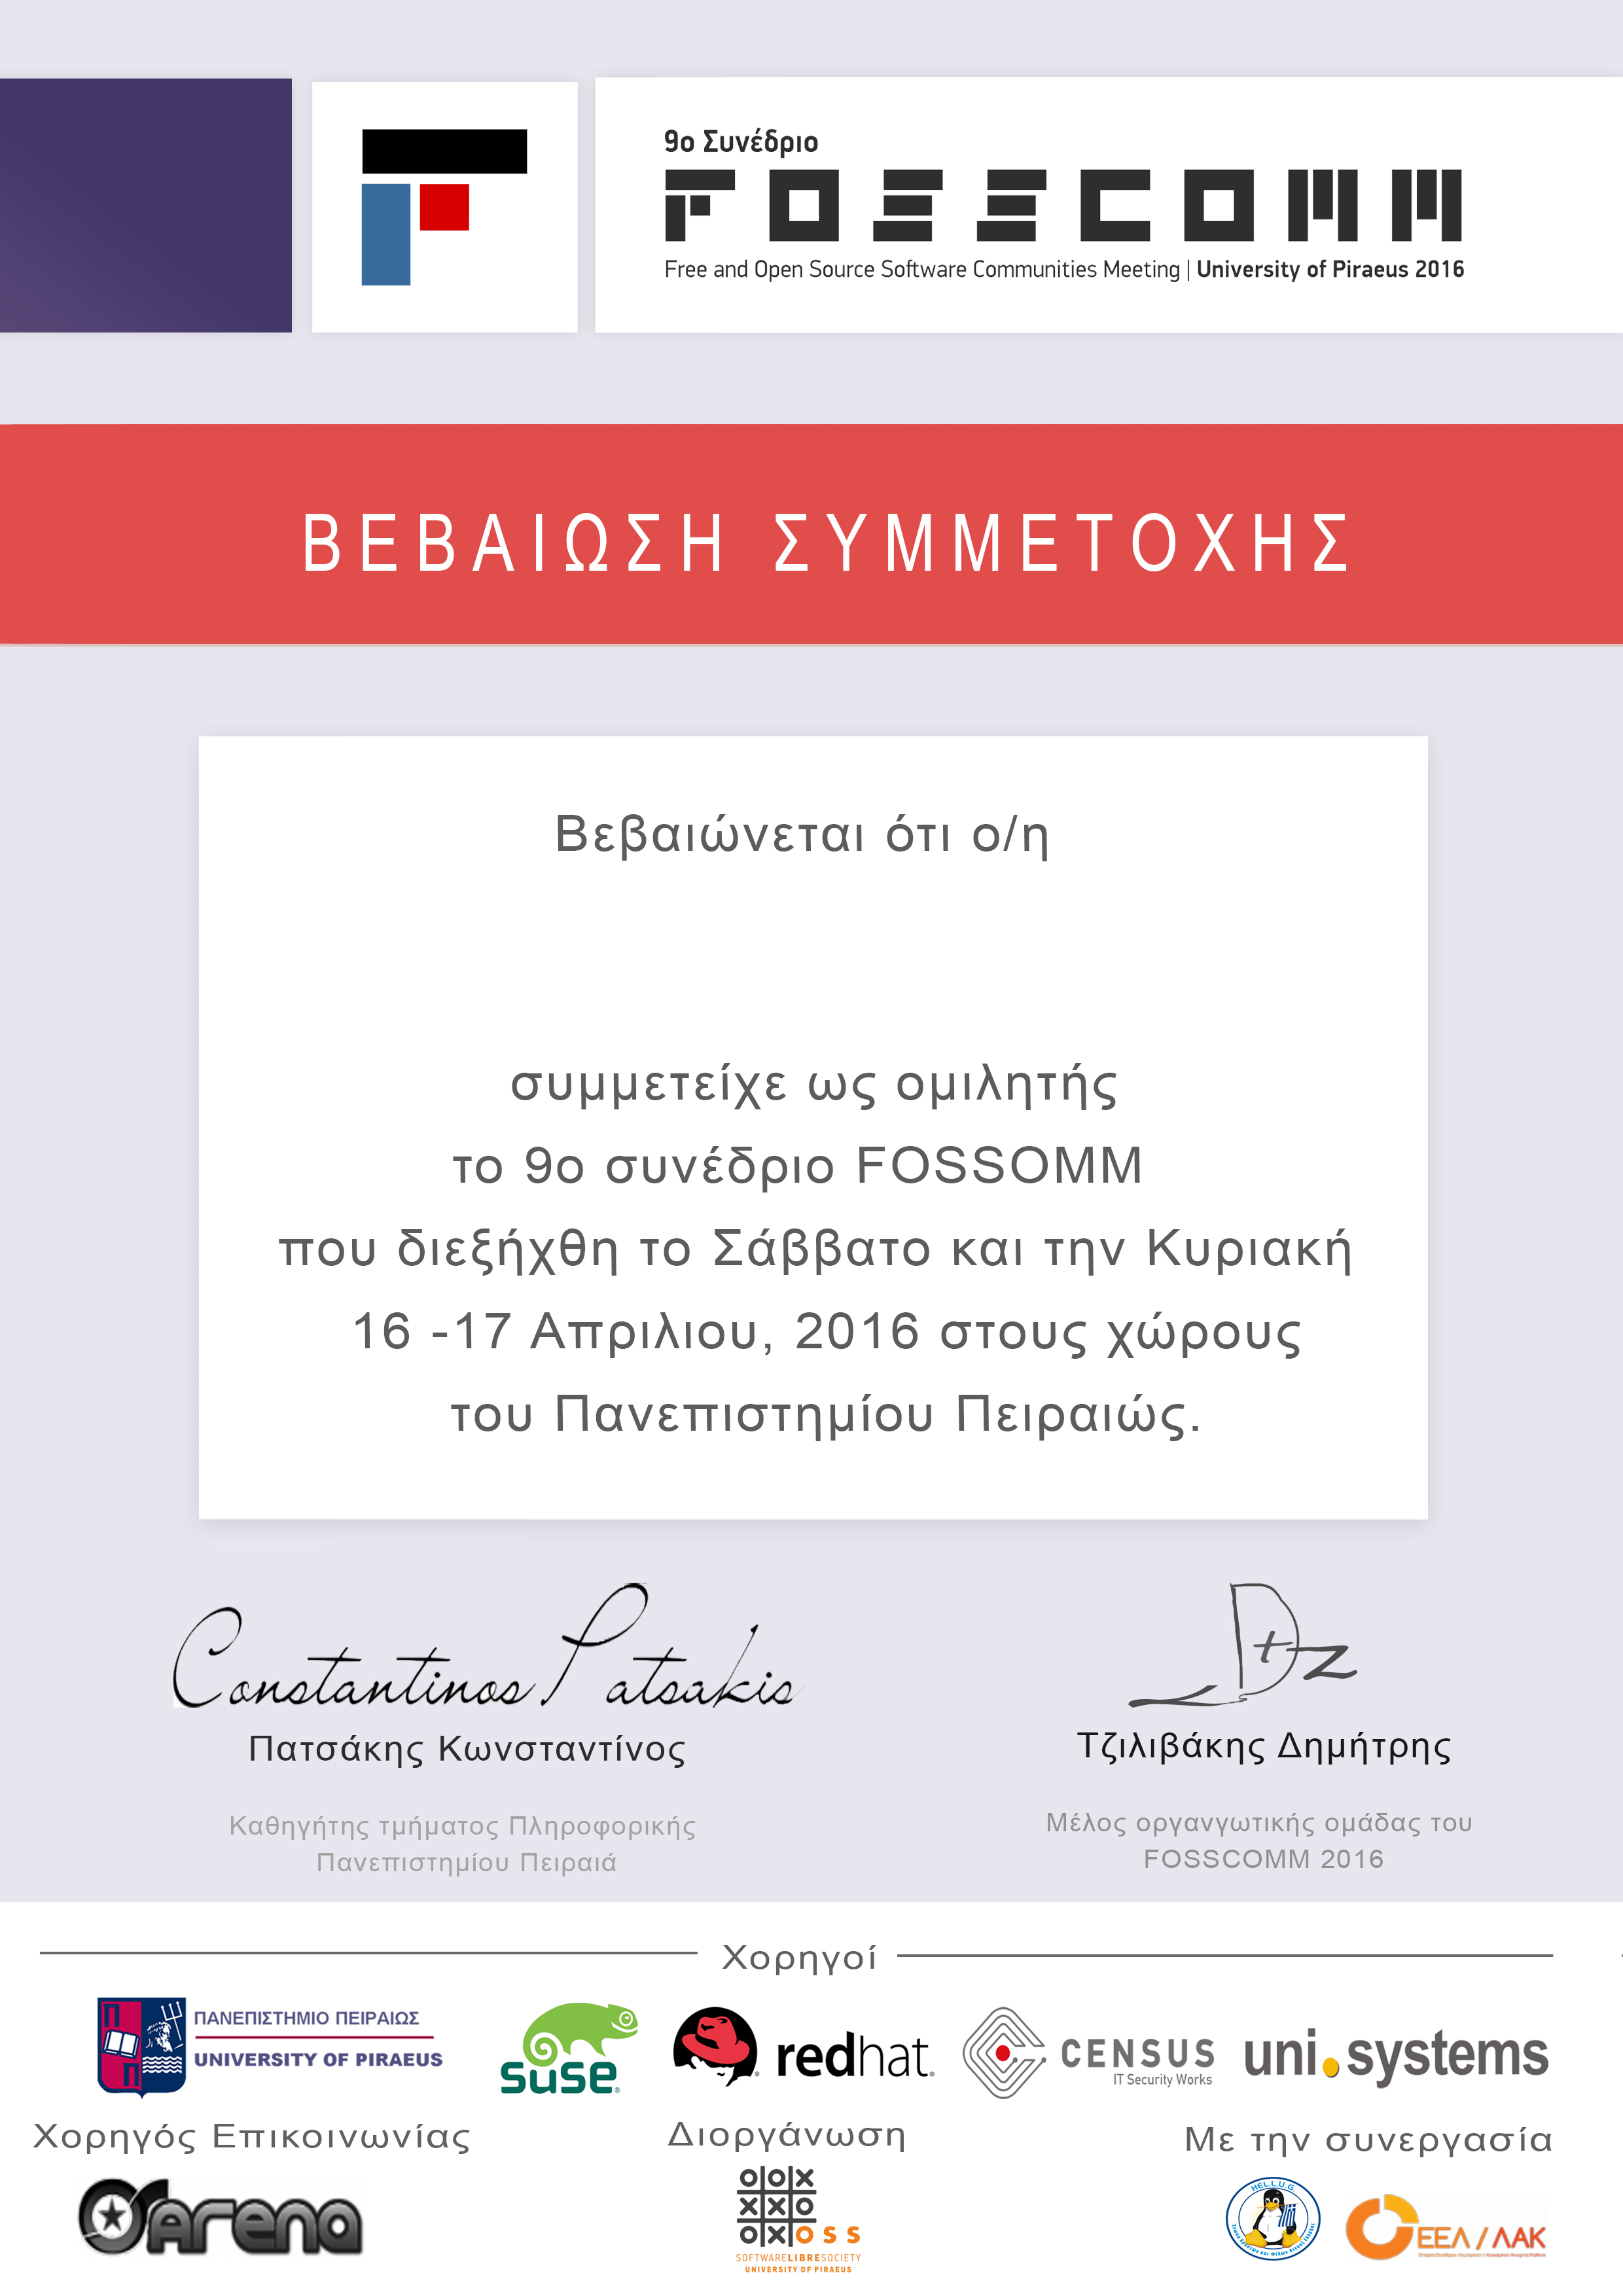 9ο Συνέδριο
FOSSCOMM
Free and Open Source Software Communities Meeting | University of Piraeus 2016
ΒΕΒΑΙΩΣΗ ΣΥΜΜΕΤΟΧΗΣ
Βεβαιώνεται ότι ο/η
συμμετείχε ως ομιλητής
το 9ο συνέδριο FOSSOMM
που διεξήχθη το Σάββατο και την Κυριακή
16 -17 Απριλιου, 2016 στους χώρους
του Πανεπιστημίου Πειραιώς.
Constantinos Patsakis
Dtz
Πατσάκης Κωνσταντίνος
Τζιλιβάκης Δημήτρης
Καθηγήτης τμήματος Πληροφορικής
Πανεπιστημίου Πειραιά
Μέλος οργανγωτικής ομάδας του
FOSSCOMM 2016
Χορηγοί
ΠΑΝΕΠΙΣΤΗΜΙΟ ΠΕΙΡΑΙΩΣ
UNIVERSITY OF PIRAEUS
SUSE
redhat.
CENSUS
IT Security Works
uni.systems
Χορηγός Επικοινωνίας
Διοργάνωση
Με την συνεργασία
OSarena
OSS
SOFTWARELIBRESOCIETY
UNIVERSITY OF PIRAEUS
HEL.L.U.G.
ΕΕΛ/ΛΑΚ